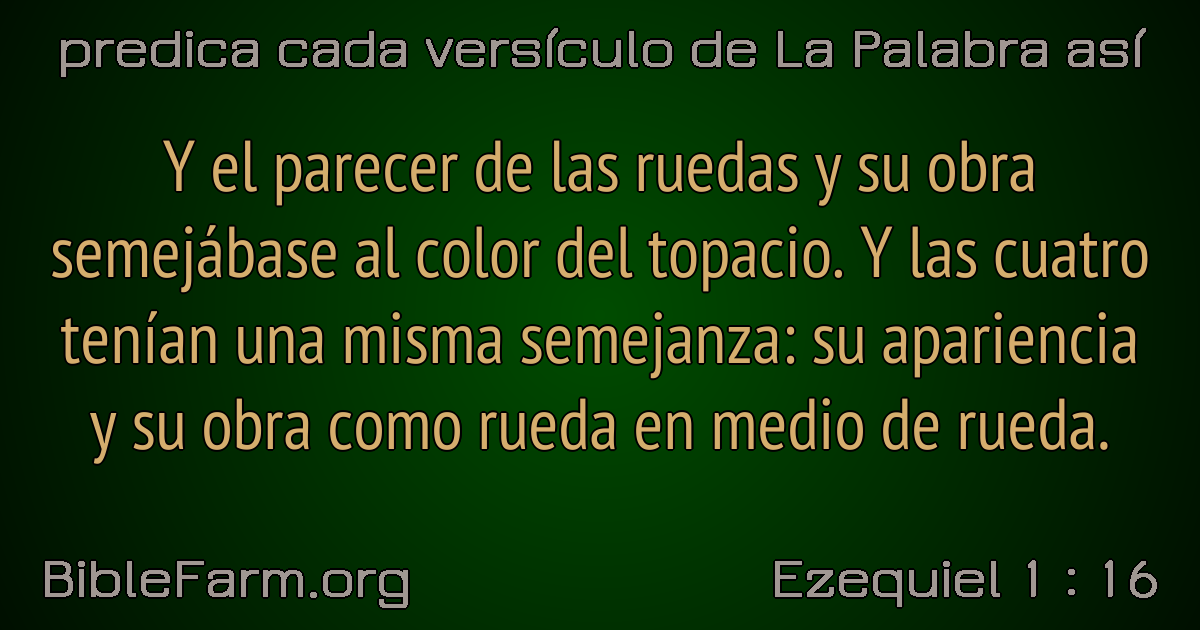 predica cada versículo de La Palabra así
Y el parecer de las ruedas y su obra
semejábase al color del topacio. Y las cuatro
tenían una misma semejanza: su apariencia
y su obra como rueda en medio de rueda.
BibleFarm.org
Ezequiel 1 : 16